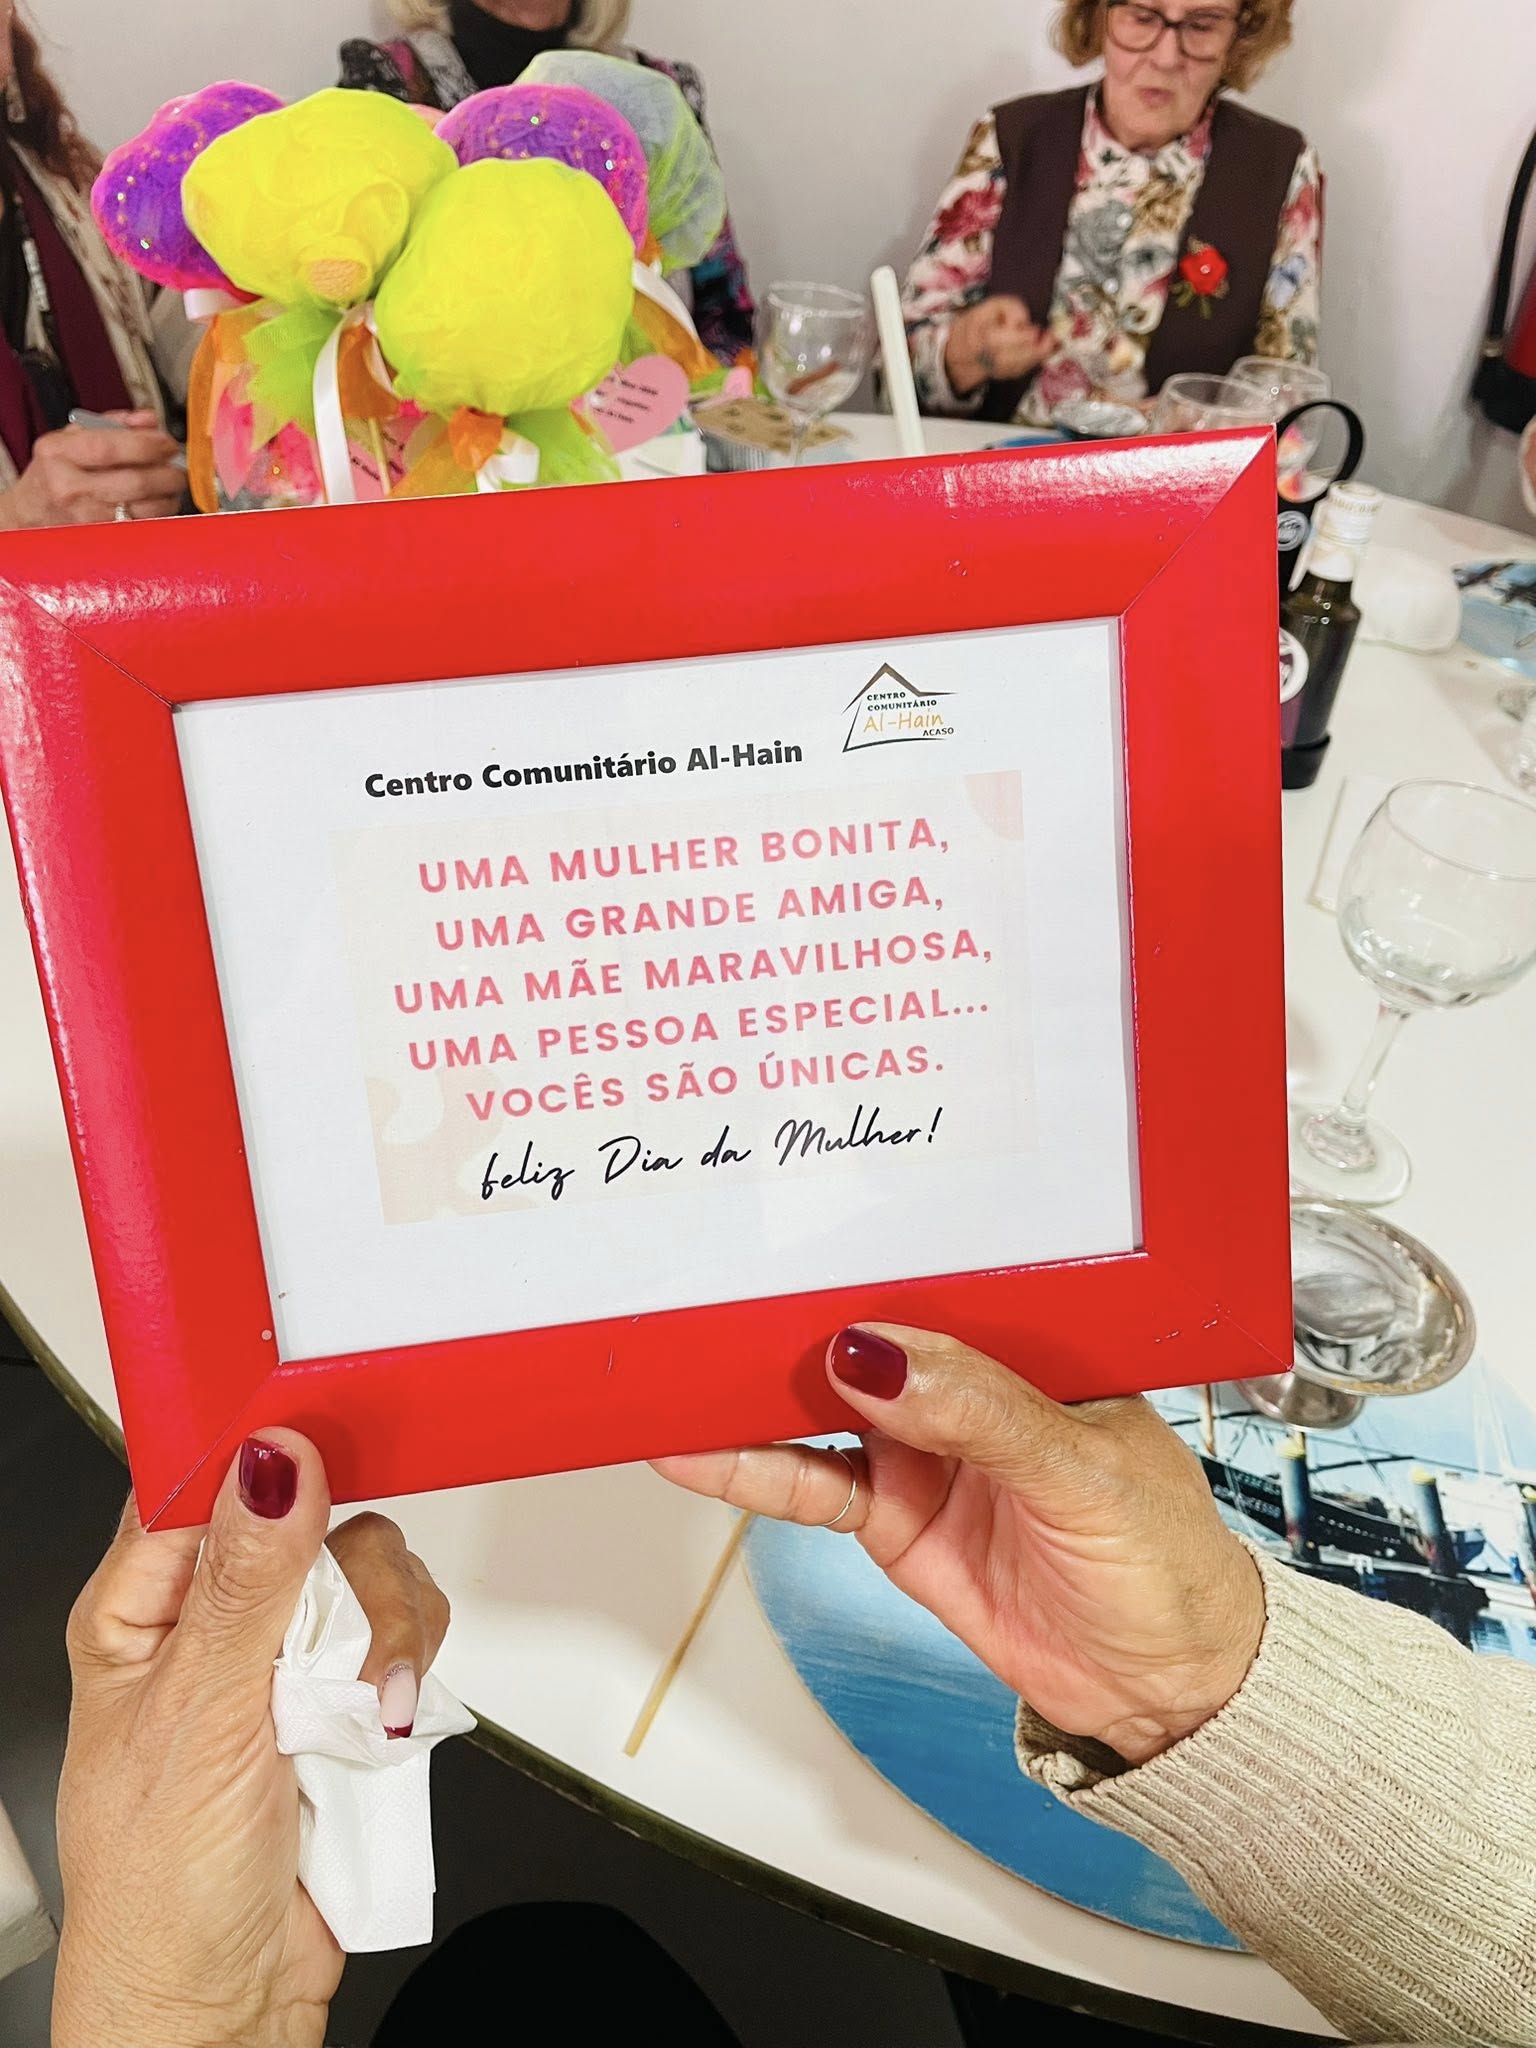 CENTRO
COMUNITÁRIO
Al-Hain
ACASO
Centro Comunitário Al-Hain
UMA MULHER BONITA,
UMA GRANDE AMIGA,
UMA MÃE MARAVILHOSA,
UMA PESSOA ESPECIAL...
VOCÊS SÃO ÚNICAS.
feliz Dia da Mulher!